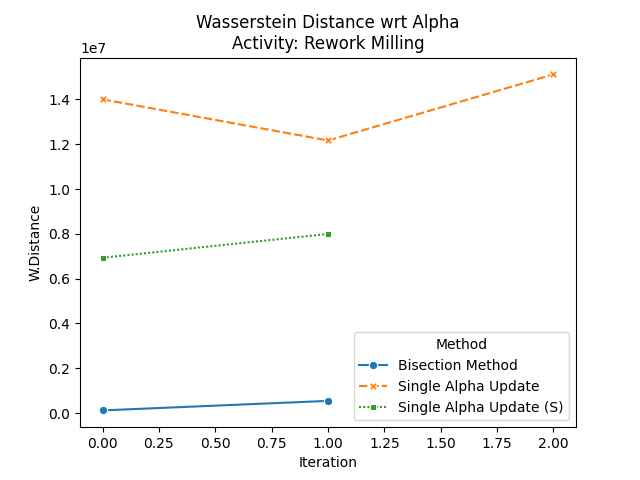 Wasserstein Distance wrt Alpha
Activity: Rework Milling
1e7
1.4
1.2
1.0
0.8
0.6
0.4
0.2
0.0
W.Distance
Method
Bisection Method
Single Alpha Update
Single Alpha Update (S)
0.00 0.25 0.50 0.75 1.00 1.25 1.50 1.75 2.00
Iteration